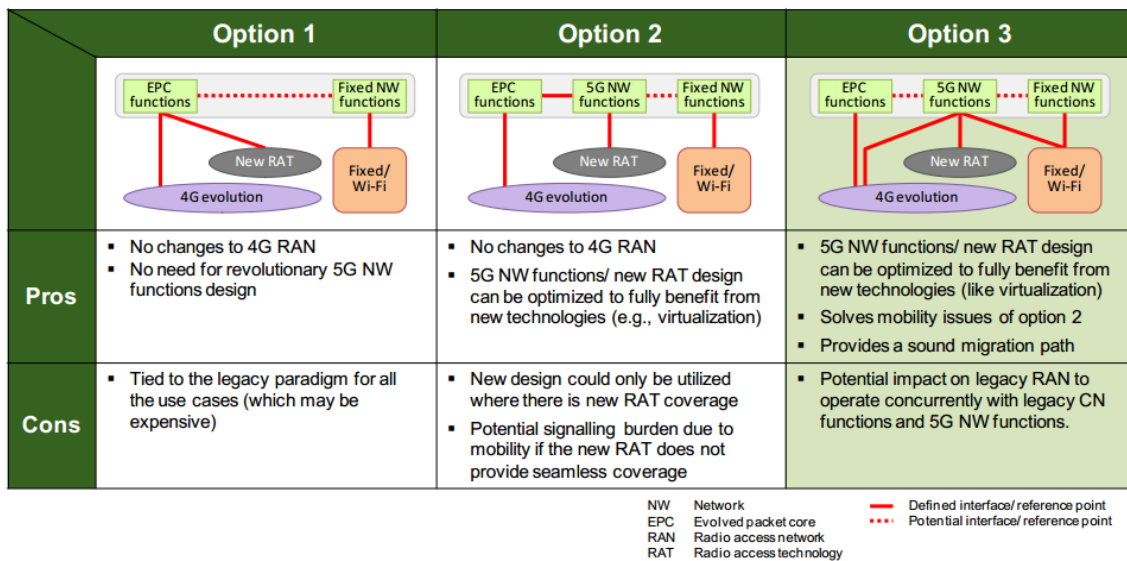 Option 1
Option 2
Option 3
EPC
functions
Fixed NW
functions
New RAT
Fixed/
Wi-Fi
4G evolution
EPC
functions
5G NW
functions
Fixed NW
functions
New RAT
Fixed/
Wi-Fi
4G evolution
EPC
functions
5G NW
functions
Fixed NW
functions
New RAT
Fixed/
Wi-Fi
4G evolution
Pros
▪ No changes to 4G RAN
▪ No need for revolutionary 5G NW
functions design
▪ No changes to 4G RAN
▪ 5G NW functions/ new RAT design
can be optimized to fully benefit from
new technologies (e.g., virtualization)
▪ 5G NW functions/ new RAT design
can be optimized to fully benefit from
new technologies (like virtualization)
▪ Solves mobility issues of option 2
▪ Provides a sound migration path
Cons
▪ Tied to the legacy paradigm for all
the use cases (which may be
expensive)
▪ New design could only be utilized
where there is new RAT coverage
▪ Potential signalling burden due to
mobility if the new RAT does not
provide seamless coverage
▪ Potential impact on legacy RAN to
operate concurrently with legacy CN
functions and 5G NW functions.
NW Network
EPC Evolved packet core
RAN Radio access network
RAT Radio access technology
Defined interface/ reference point
Potential interface/ reference point